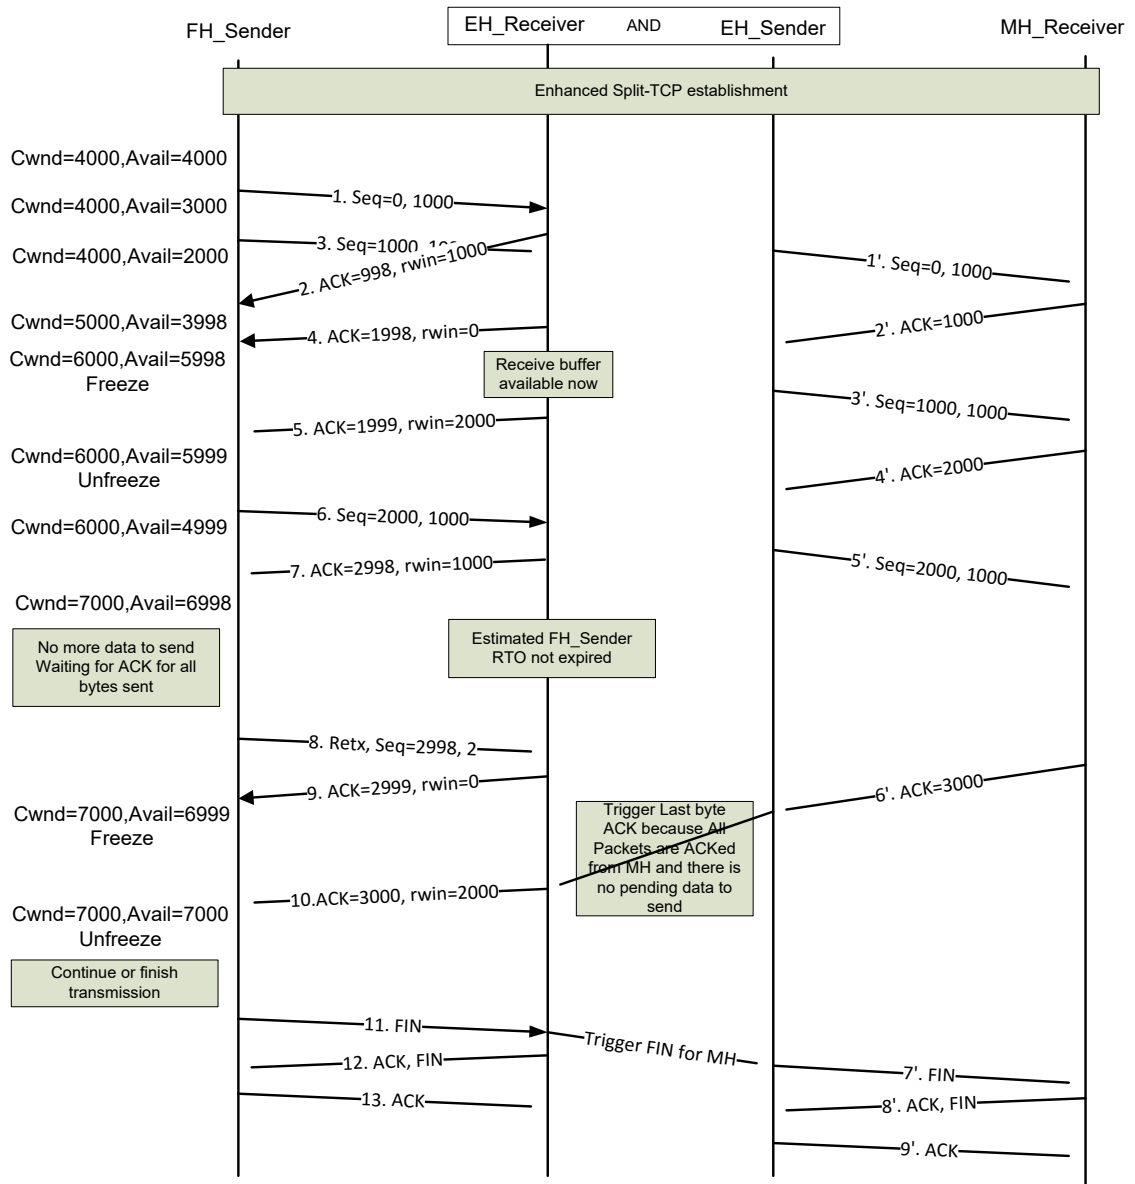 FH_Sender
EH_Receiver AND EH_Sender
MH_Receiver
Enhanced Split-TCP establishment
Cwnd=4000,Avail=4000
1. Seq=0, 1000
Cwnd=4000,Avail=3000
3. Seq=1000,
Cwnd=4000,Avail=2000
2. ACK=998, rwin=1000
1'. Seq=0, 1000
Cwnd=5000,Avail=3998
4. ACK=1998, rwin=0
2'. ACK=1000
Cwnd=6000,Avail=5998
Freeze
Receive buffer
available now
3'. Seq=1000, 1000
5. ACK=1999, rwin=2000
Cwnd=6000,Avail=5999
Unfreeze
4'. ACK=2000
6. Seq=2000, 1000
Cwnd=6000,Avail=4999
7. ACK=2998, rwin=1000
5'. Seq=2000, 1000
Cwnd=7000,Avail=6998
No more data to send
Waiting for ACK for all
bytes sent
Estimated FH_Sender
RTO not expired
8. Retx, Seq=2998, 2
9. ACK=2999, rwin=0
6'. ACK=3000
Cwnd=7000,Avail=6999
Freeze
Trigger Last byte
ACK because All
Packets are ACKed
from MH and there is
no pending data to
send
10.ACK=3000, rwin=2000
Cwnd=7000,Avail=7000
Unfreeze
Continue or finish
transmission
11. FIN
Trigger FIN for MH
12. ACK, FIN
7'. FIN
13. ACK
8'. ACK, FIN
9'. ACK